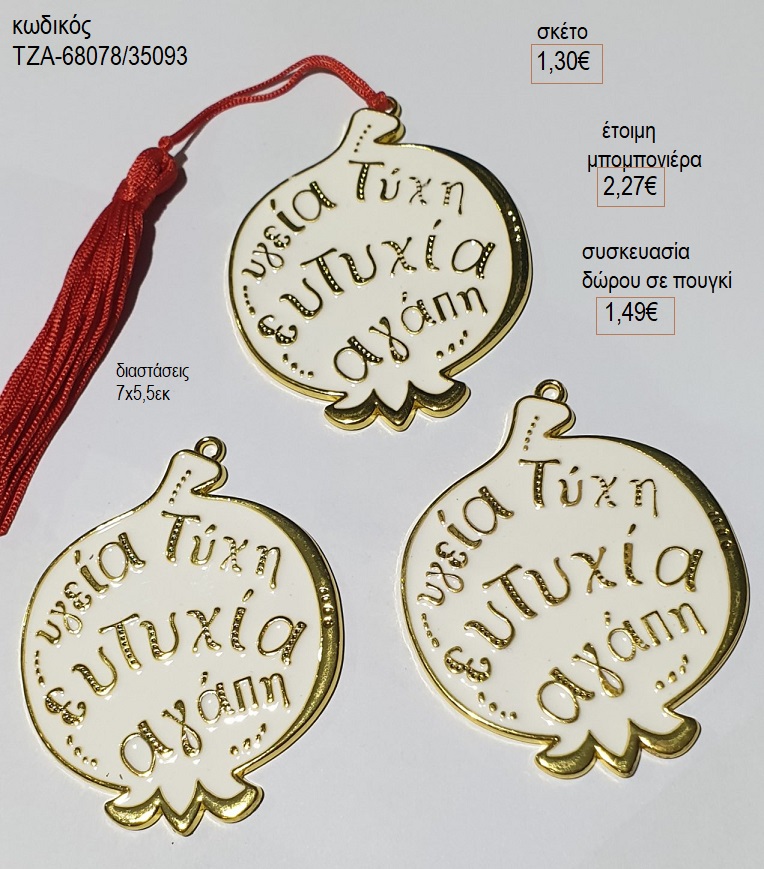 κωδικός
TZA-68078/35093
σκέτο
1,30€
έτοιμη
μπομπονιέρα
2,27€
συσκευασία
δώρου σε πουγκί
1,49€
διαστάσεις
7x5,5εκ
υγεία Τύχη
ευτυχία
αγάπη
υγεία Τύχη
ευτυχία
αγάπη
υγεία Τύχη
ευτυχία
αγάπη